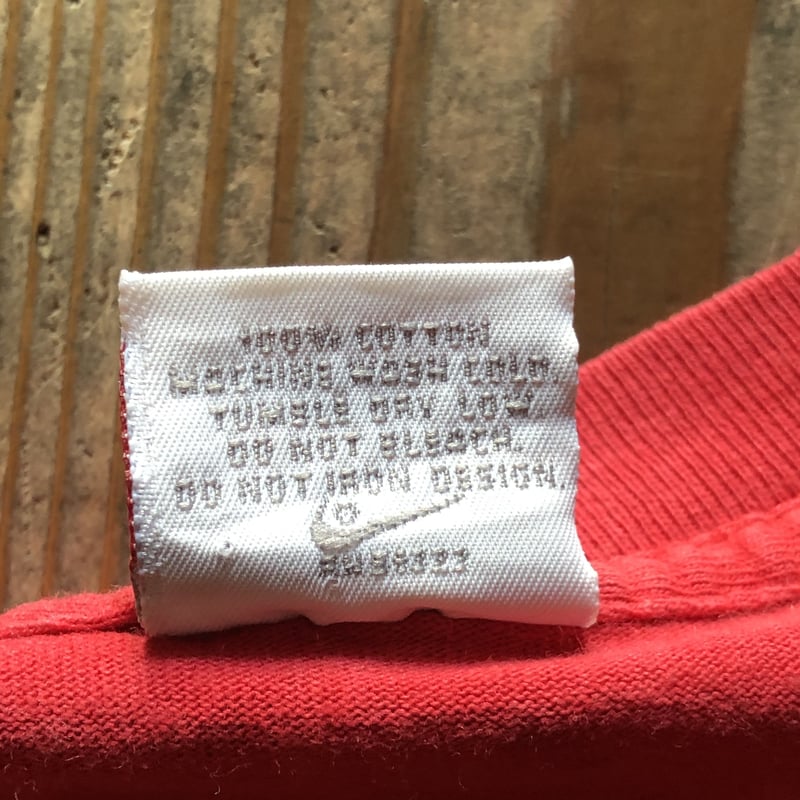 100% COTTON
MACHINE WASH COLD.
TUMBLE DRY LOW.
DO NOT BLEACH.
DO NOT IRON DESIGN.